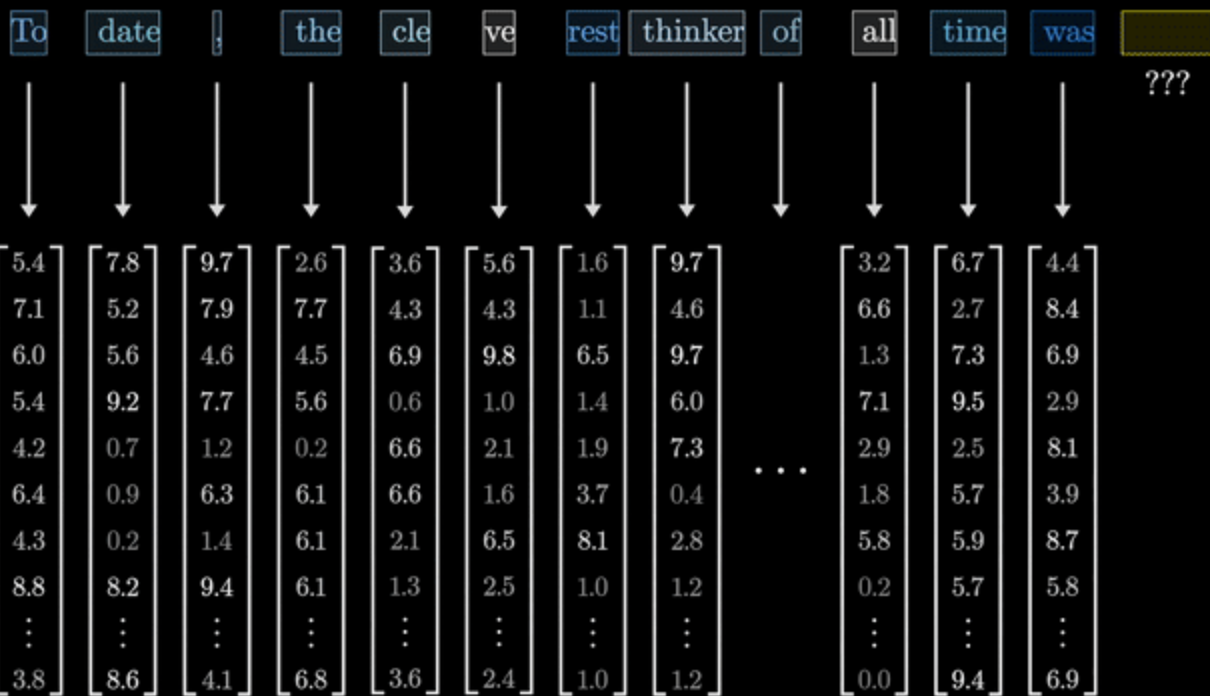 To date , the cle ve rest thinker of all time was
???
5.4 7.8 9.7 2.6 3.6 5.6 1.6 9.7 3.2 6.7 4.4
7.1 5.2 7.9 7.7 4.3 4.3 1.1 4.6 6.6 2.7 8.4
6.0 5.6 4.6 4.5 6.9 9.8 6.5 9.7 1.3 7.3 6.9
5.4 9.2 7.7 5.6 0.6 1.0 1.4 6.0 7.1 9.5 2.9
4.2 0.7 1.2 0.2 6.6 2.1 1.9 7.3 ... 2.9 2.5 8.1
6.4 0.9 6.3 6.1 6.6 1.6 3.7 0.4 1.8 5.7 3.9
4.3 0.2 1.4 6.1 2.1 6.5 8.1 2.8 5.8 5.9 8.7
8.8 8.2 9.4 6.1 1.3 2.5 1.0 1.2 0.2 5.7 5.8
⋮ ⋮ ⋮ ⋮ ⋮ ⋮ ⋮ ⋮ ⋮ ⋮ ⋮
3.8 8.6 4.1 6.8 3.6 2.4 1.0 1.2 0.0 9.4 6.9